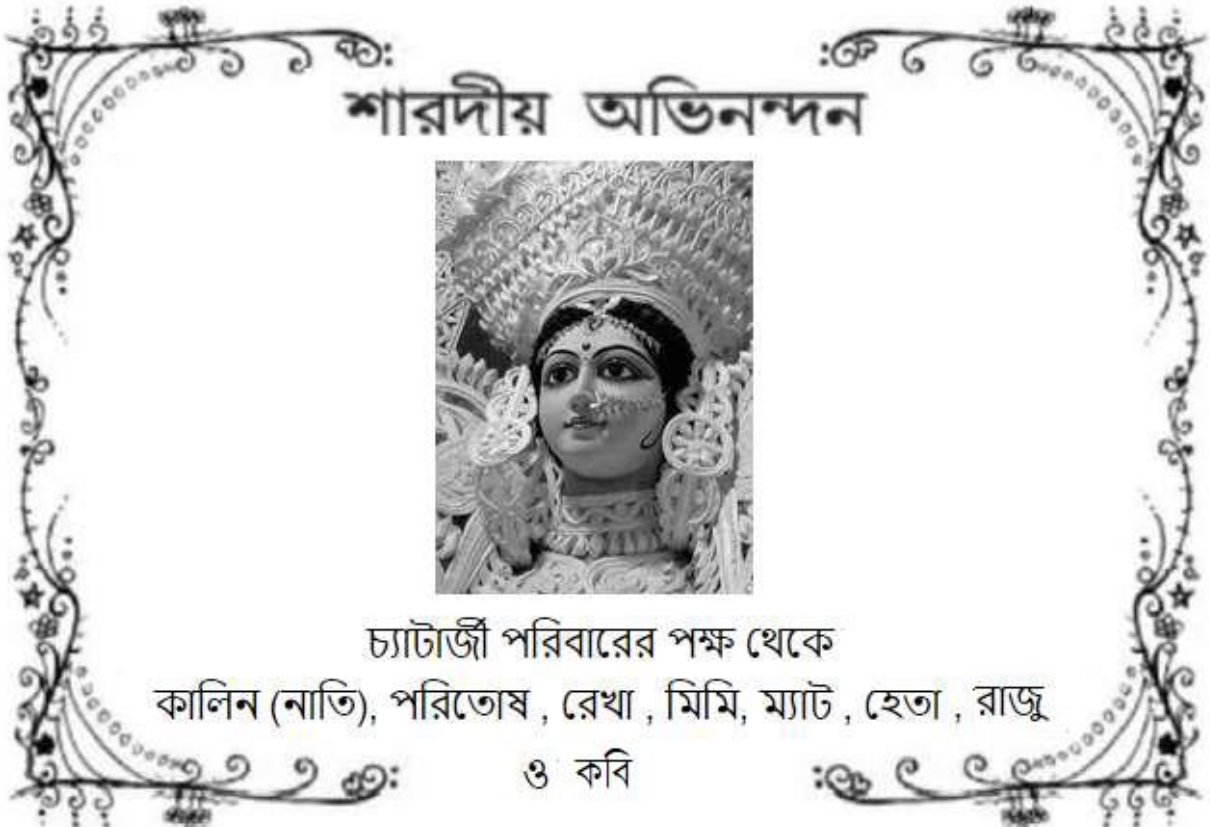 শারদীয় অভিনন্দন
চ্যাটার্জী পরিবারের পক্ষ থেকে
কালিন (নাতি), পরিতোষ , রেখা , মিমি, ম্যাট , হেতা , রাজু
ও কবি